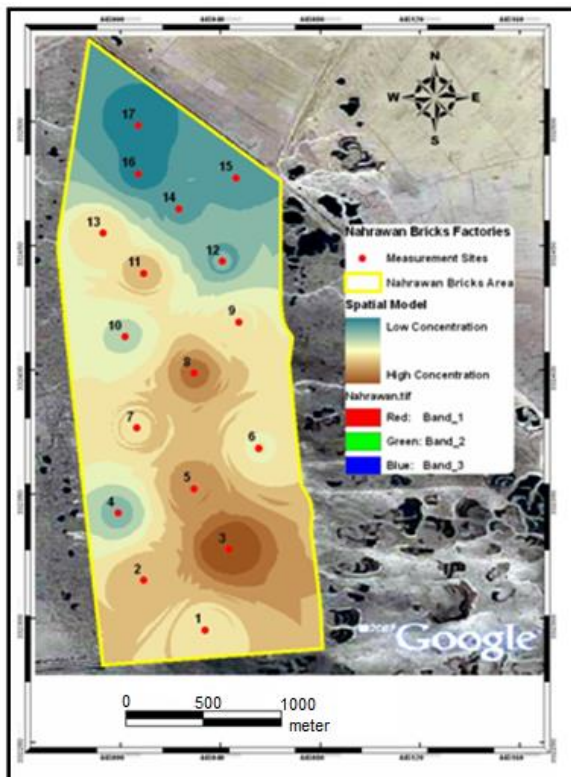 N
W E
S
17
16
15
14
13
12
11
10
9
8
7
6
5
4
3
2
1
Nahrawan Bricks Factories
Measurement Sites
Nahrawan Bricks Area
Spatial Model
Low Concentration
High Concentration
Nahrawan.tif
Red: Band_1
Green: Band_2
Blue: Band_3
Google
0 500 1000
meter